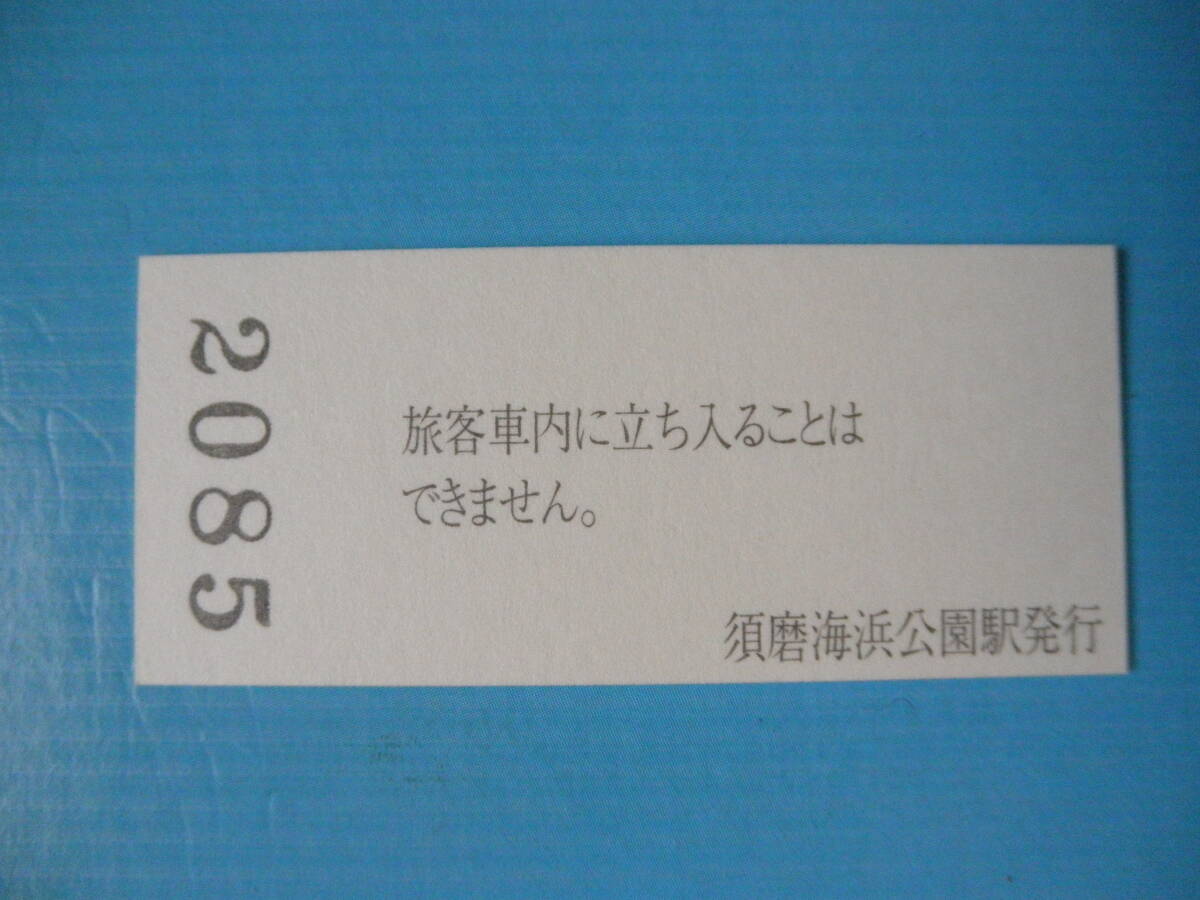 2085
旅客車内に立ち入ることは
できません。
須磨海浜公園駅発行